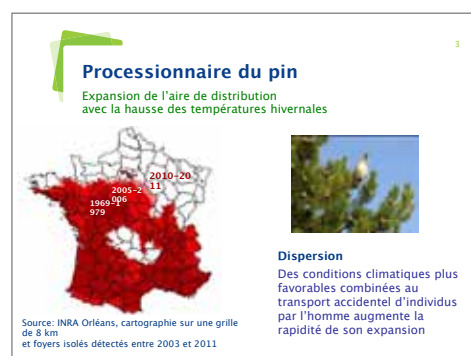 3
Processionnaire du pin
Expansion de l'aire de distribution
avec la hausse des températures hivernales
2010-20
11
2005-2
006
1969-1
979
Dispersion
Des conditions climatiques plus
favorables combinées au
transport accidentel d'individus
par l'homme augmente la
rapidité de son expansion
Source: INRA Orléans, cartographie sur une grille
de 8 km
et foyers isolés détectés entre 2003 et 2011